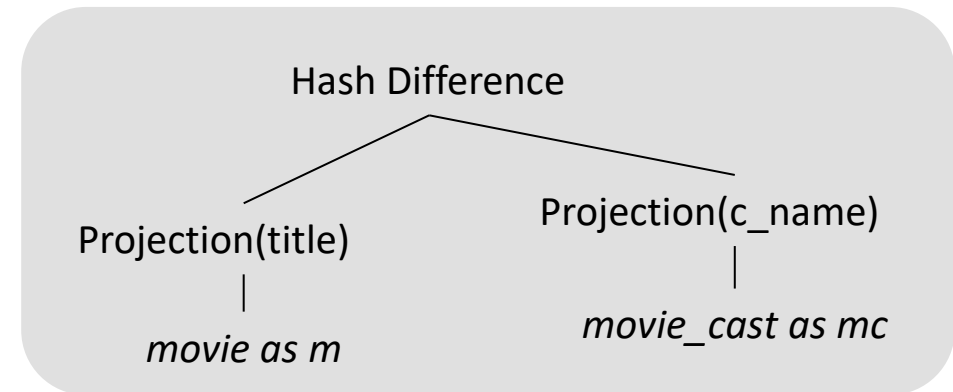 Hash Difference
Projection(title)
Projection(c_name)
movie as m
movie_cast as mc